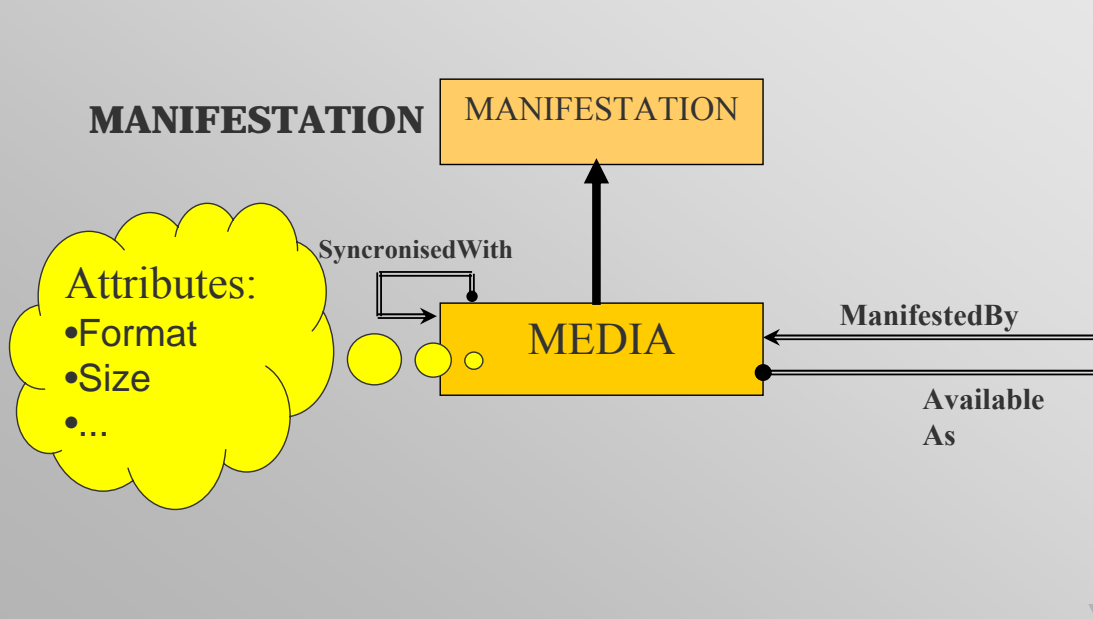 MANIFESTATION
MANIFESTATION
SyncronisedWith
Attributes:
•Format
•Size
•...
MEDIA
ManifestedBy
Available
As